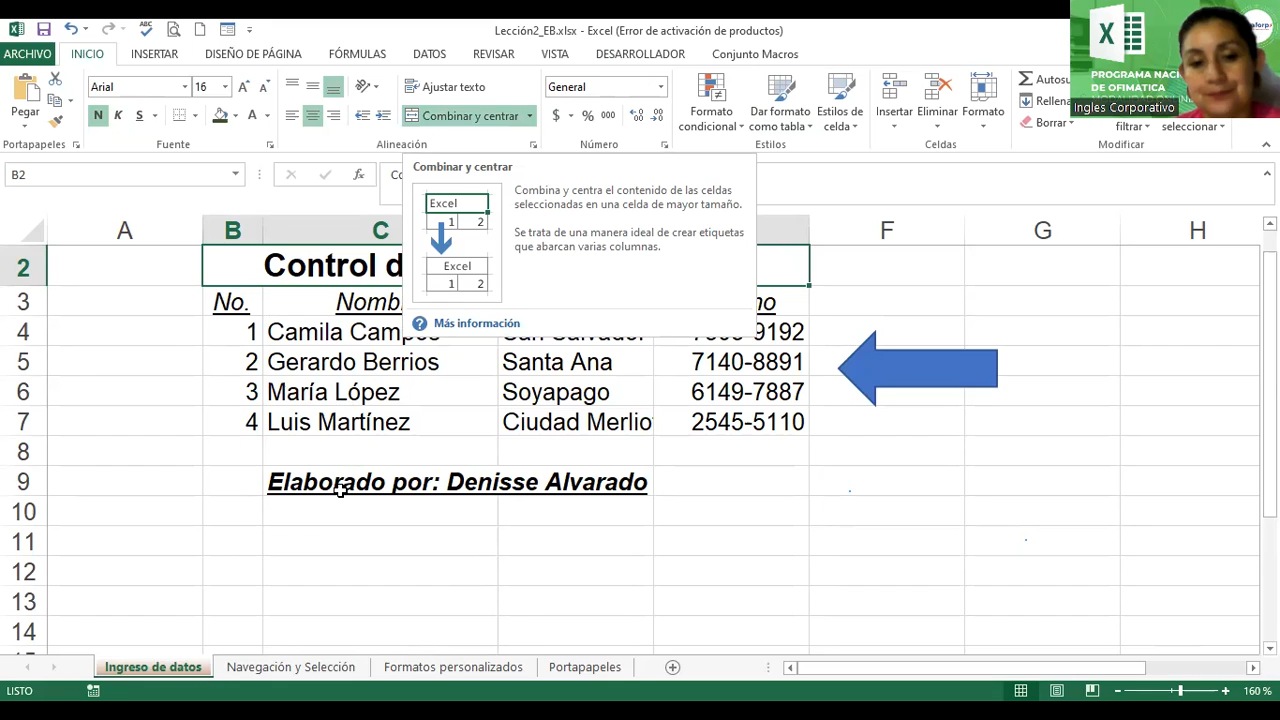 Lección2_EB.xlsx - Excel (Error de activación de productos)
ARCHIVO INICIO INSERTAR DISEÑO DE PÁGINA FÓRMULAS DATOS REVISAR VISTA DESARROLLADOR Conjunto Macros
PROGRAMA NAC
DE OFIMATICA
Ingles Corporativo
Pegar
Arial 16
N K S
Ajustar texto
Combinar y centrar
General
$ % 000
Formato condicional
Dar formato como tabla
Estilos de celda
Insertar Eliminar Formato
Autosu
Rellena
Borrar
filtrar
seleccionar
Portapapeles Fuente Alineación Número Estilos Celdas Modificar
B2
fx
Combinar y centrar
Combina y centra el contenido de las celdas
seleccionadas en una celda de mayor tamaño.
Se trata de una manera ideal de crear etiquetas
que abarcan varias columnas.
Excel
1 2
Excel
1 2
Más información
A B C F G H
2 Control d
3 No. Nomb
4 1 Camila Campos San Salvador
5 2 Gerardo Berrios Santa Ana 7140-8891
6 3 María López Soyapago 6149-7887
7 4 Luis Martínez Ciudad Merlio 2545-5110
8
9 Elaborado por: Denisse Alvarado
10
11
12
13
14
Ingreso de datos Navegación y Selección Formatos personalizados Portapapeles
LISTO
160 %